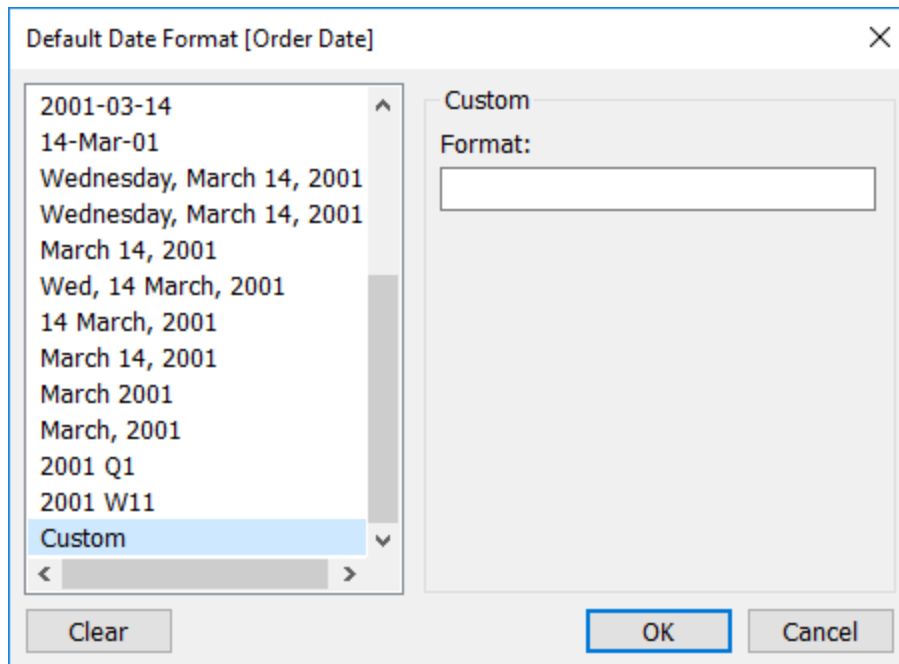 Default Date Format [Order Date]
2001-03-14
14-Mar-01
Wednesday, March 14, 2001
Wednesday, March 14, 2001
March 14, 2001
Wed, 14 March, 2001
14 March, 2001
March 14, 2001
March 2001
March, 2001
2001 Q1
2001 W11
Custom
Custom
Format:
Clear
OK
Cancel